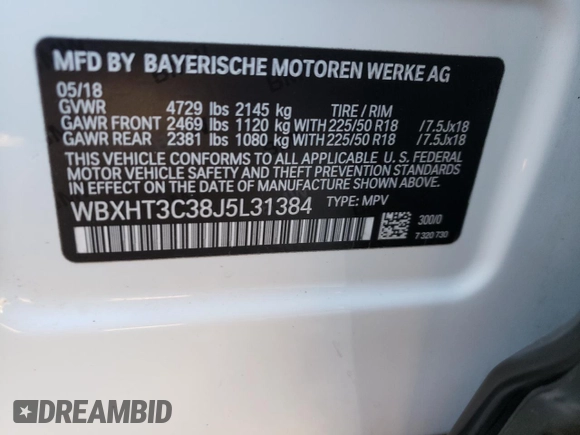 MFD BY BAYERISCHE MOTOREN WERKE AG
05/18
GVWR 4729 lbs 2145 kg TIRE / RIM
GAWR FRONT 2469 lbs 1120 kg WITH 225/50 R18 /7.5Jx18
GAWR REAR 2381 lbs 1080 kg WITH 225/50 R18 /7.5Jx18
THIS VEHICLE CONFORMS TO ALL APPLICABLE U. S. FEDERAL
MOTOR VEHICLE SAFETY AND THEFT PREVENTION STANDARDS
IN EFFECT ON THE DATE OF MANUFACTURE SHOWN ABOVE.
WBXHT3C38J5L31384 TYPE: MPV
300/0
7 320 730
DREAMBID